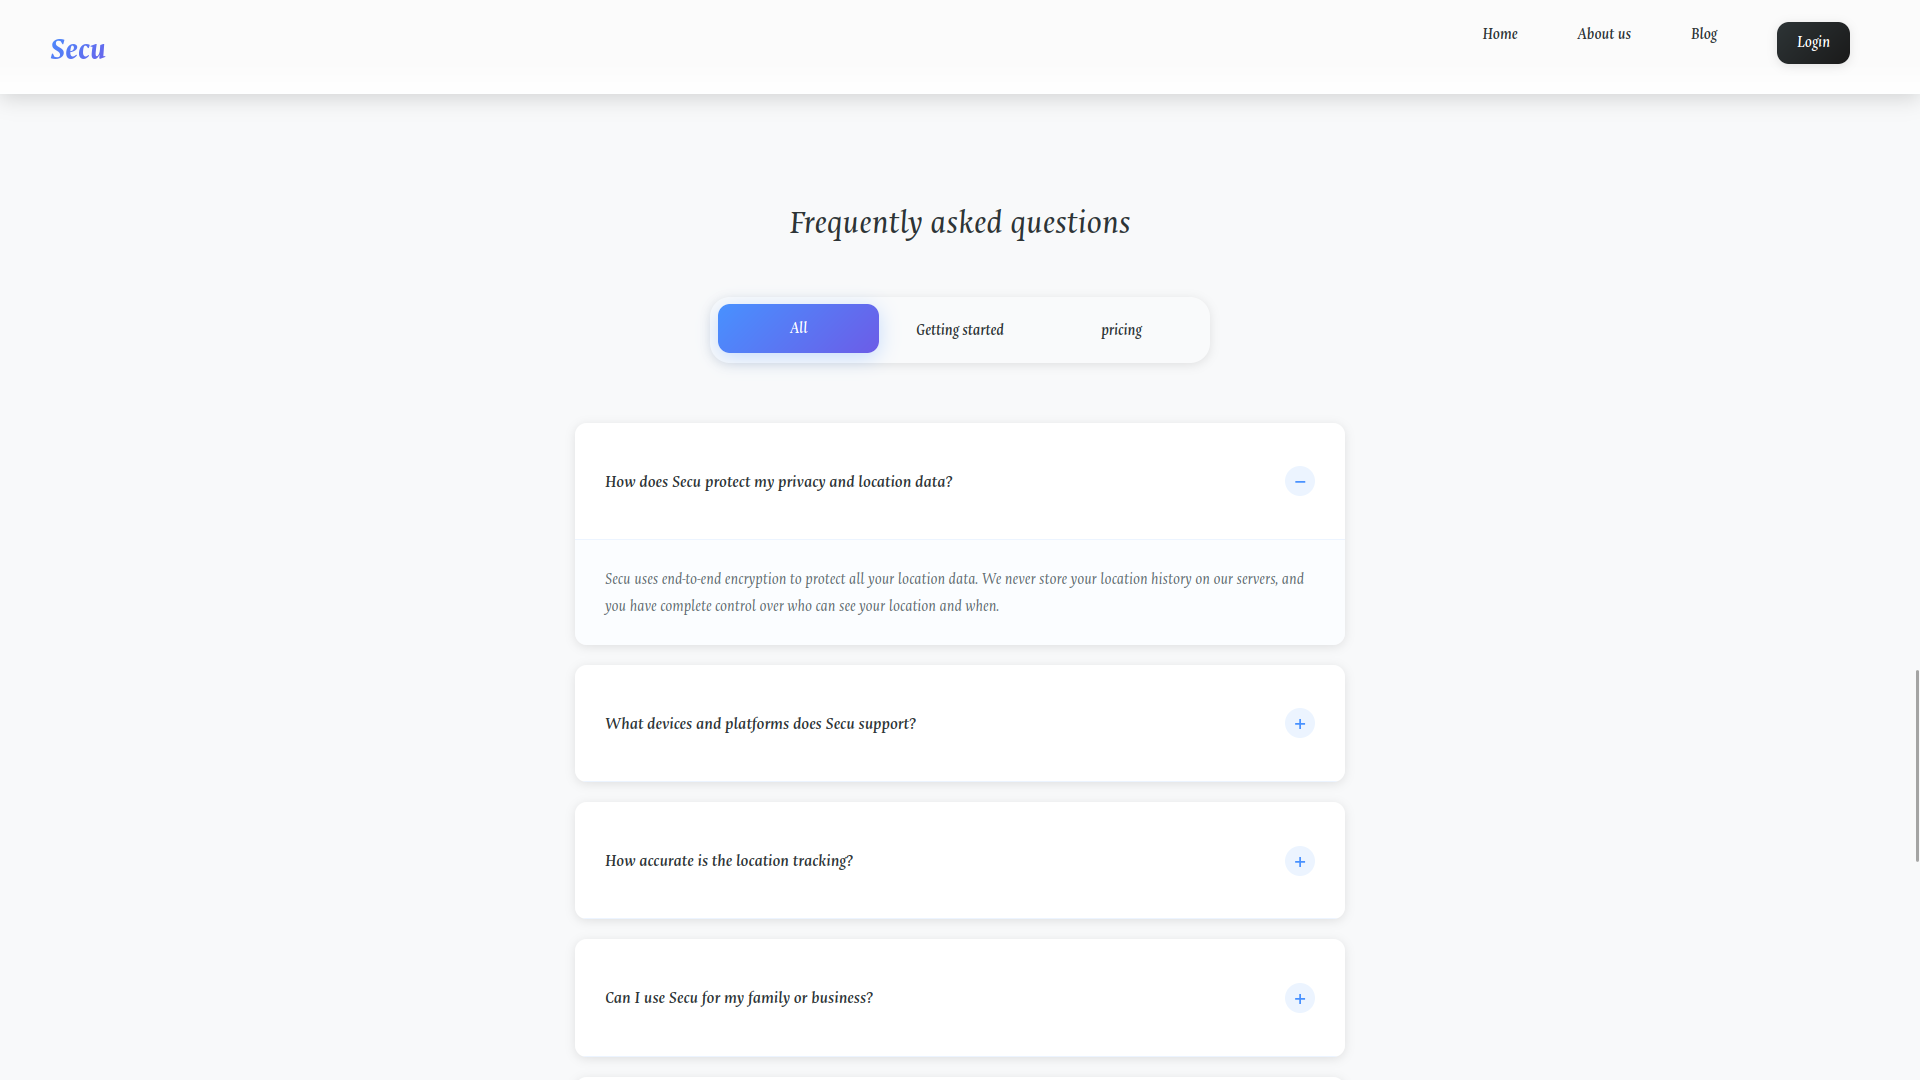 Secu
Home
About us
Blog
Login
Frequently asked questions
All
Getting started
pricing
How does Secu protect my privacy and location data?
Secu uses end-to-end encryption to protect all your location data. We never store your location history on our servers, and
you have complete control over who can see your location and when.
What devices and platforms does Secu support?
How accurate is the location tracking?
Can I use Secu for my family or business?